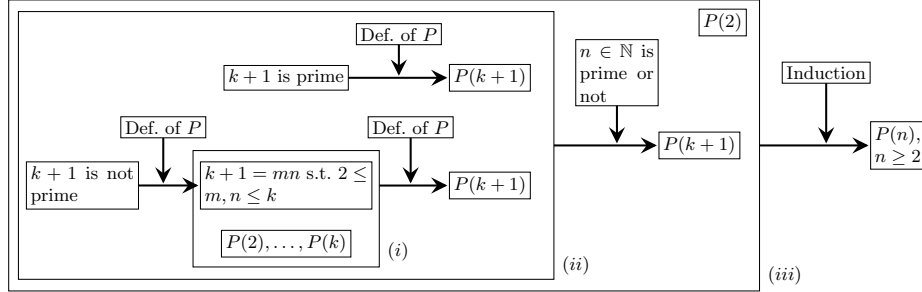 P(2)
Def. of P
k + 1 is prime
P(k + 1)
n ∈ ℕ is
prime or
not
Induction
Def. of P
Def. of P
P(k + 1)
P(n),
n ≥ 2
k + 1 is not
prime
k + 1 = mn s.t. 2 ≤
m, n ≤ k
P(k + 1)
P(2), . . . , P(k)
(i)
(ii)
(iii)